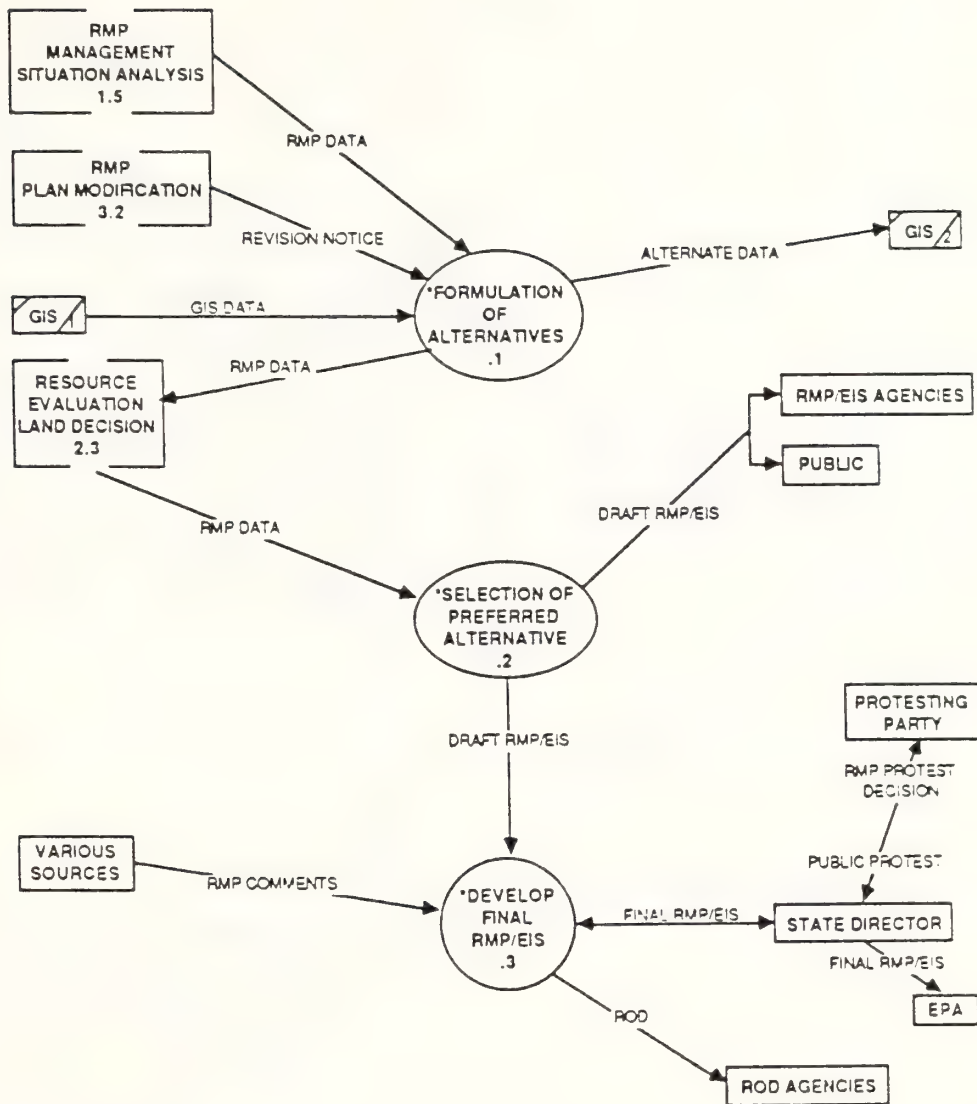 RMP
MANAGEMENT
SITUATION ANALYSIS
1.5
RMP DATA
RMP
PLAN MODIFICATION
3.2
REVISION NOTICE
ALTERNATE DATA
GIS 2
GIS 1
GIS DATA
*FORMULATION
OF
ALTERNATIVES
.1
RMP DATA
RESOURCE
EVALUATION
LAND DECISION
2.3
RMP/EIS AGENCIES
PUBLIC
DRAFT RMP/EIS
RMP DATA
*SELECTION OF
PREFERRED
ALTERNATIVE
.2
DRAFT RMP/EIS
PROTESTING
PARTY
RMP PROTEST
DECISION
PUBLIC PROTEST
VARIOUS
SOURCES
RMP COMMENTS
*DEVELOP
FINAL
RMP/EIS
.3
FINAL RMP/EIS
STATE DIRECTOR
FINAL RMP/EIS
EPA
ROD
ROD AGENCIES